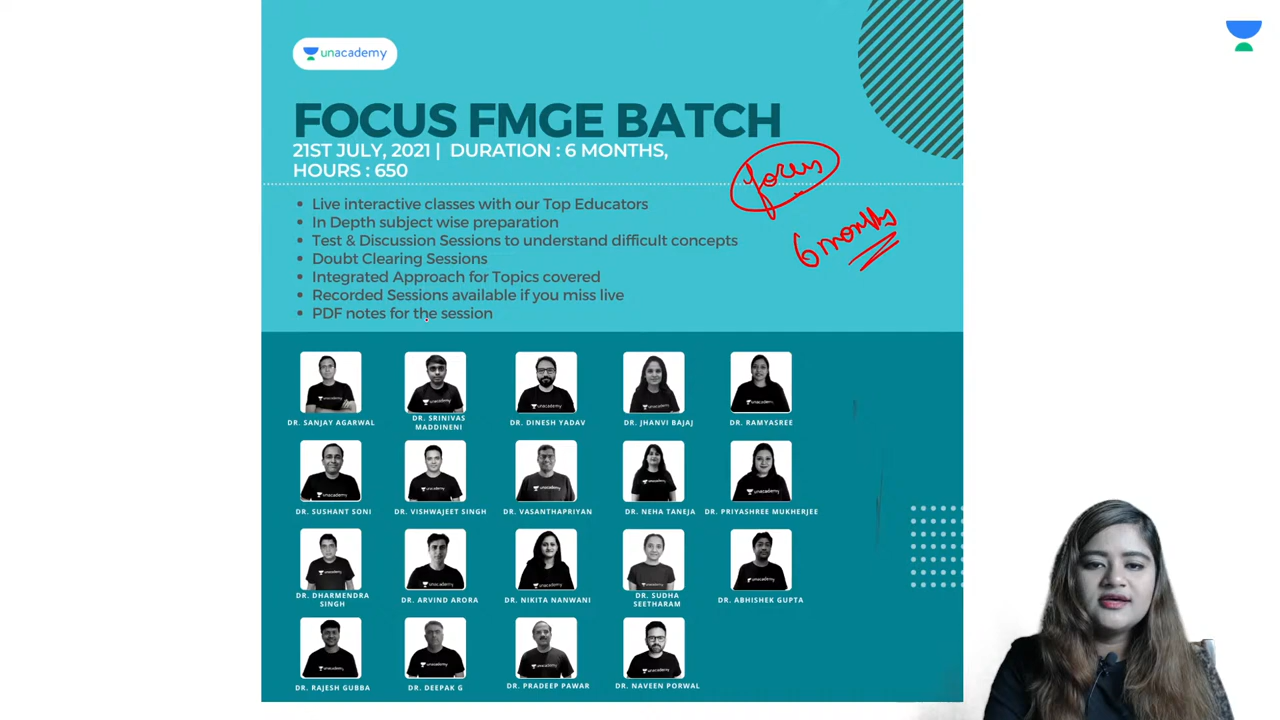 unacademy
FOCUS FMGE BATCH
21ST JULY, 2021 | DURATION : 6 MONTHS,
HOURS : 650
focus
6 months
• Live interactive classes with our Top Educators
• In Depth subject wise preparation
• Test & Discussion Sessions to understand difficult concepts
• Doubt Clearing Sessions
• Integrated Approach for Topics covered
• Recorded Sessions available if you miss live
• PDF notes for the session
DR. SANJAY AGARWAL
DR. SRINIVAS
MADDINENI
DR. DINESH YADAV
DR. JHANVI BAJAJ
DR. RAMYASREE
DR. SUSHANT SONI
DR. VISHWAJEET SINGH
DR. VASANTHAPRIYAN
DR. NEHA TANEJA
DR. PRIYASHREE MUKHERJEE
DR. DHARMENDRA
SINGH
DR. ARVIND ARORA
DR. NIKITA NANWANI
DR. SUDHA
SEETHARAM
DR. ABHISHEK GUPTA
DR. RAJESH GUBBA
DR. DEEPAK G
DR. PRADEEP PAWAR
DR. NAVEEN PORWAL